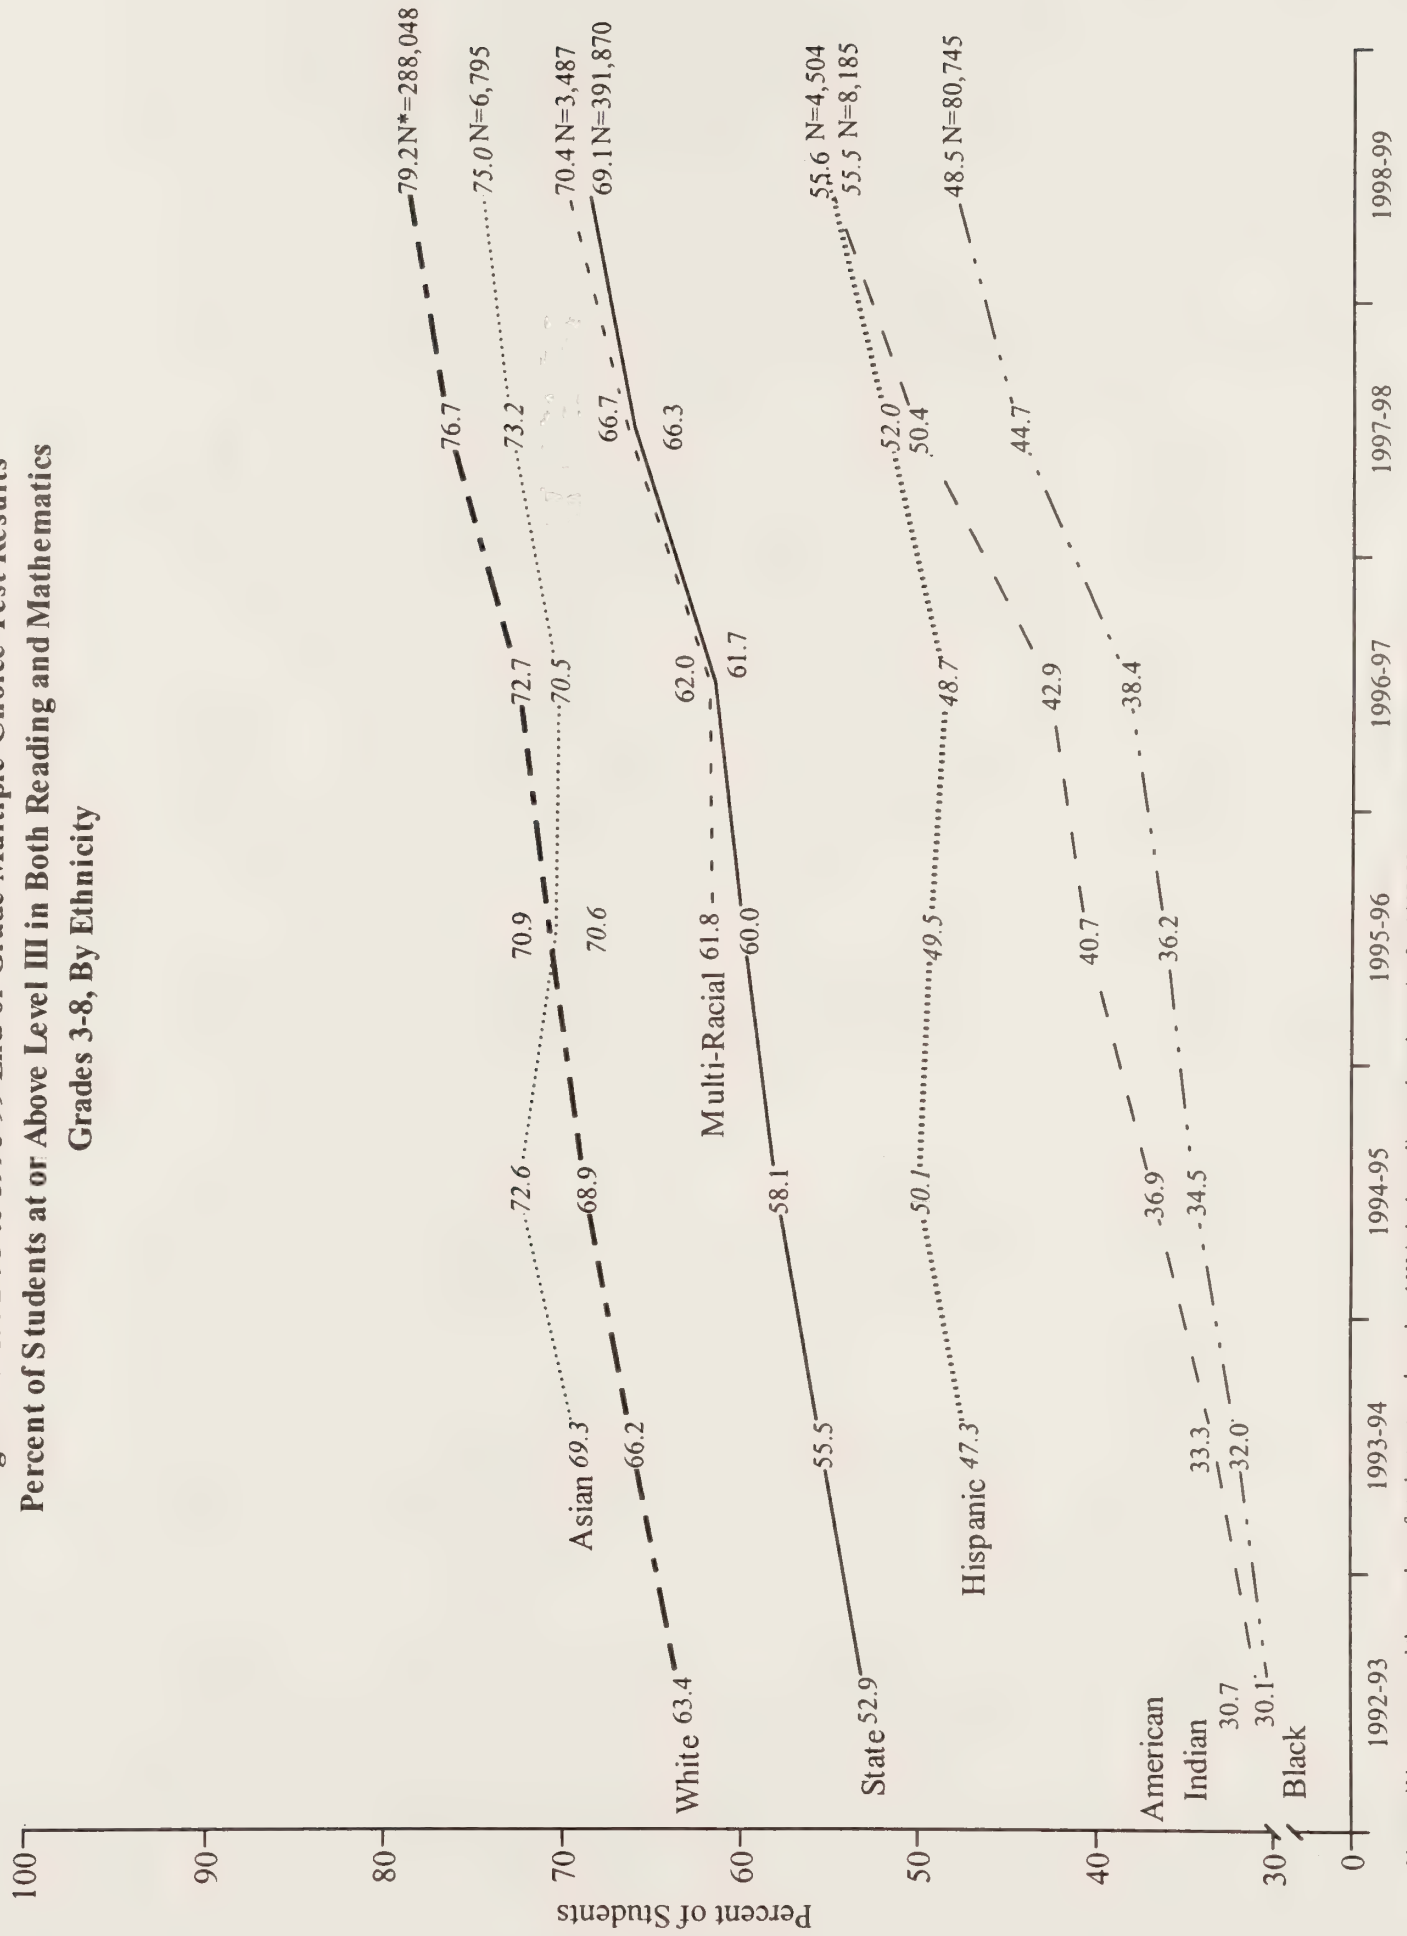 Percent of Students at or Above Level III in Both Reading and Mathematics
Grades 3-8, By Ethnicity
Percent of Students
100
90
80
70
60
50
40
30
0
79.2 N*=288,048
75.0 N=6,795
70.4 N=3,487
69.1 N=391,870
55.6 N=4,504
55.5 N=8,185
48.5 N=80,745
White 63.4 66.2 68.9 70.9 72.7 76.7
Asian 69.3 72.6 70.6 70.5 73.2
Multi-Racial 61.8 62.0 66.7
State 52.9 55.5 58.1 60.0 61.7 66.3
Hispanic 47.3 50.1 49.5 48.7 52.0
American
Indian
30.7 33.3 36.9 40.7 42.9 50.4
30.1 32.0 34.5 36.2 38.4 44.7
Black
1992-93 1993-94 1994-95 1995-96 1996-97 1997-98 1998-99